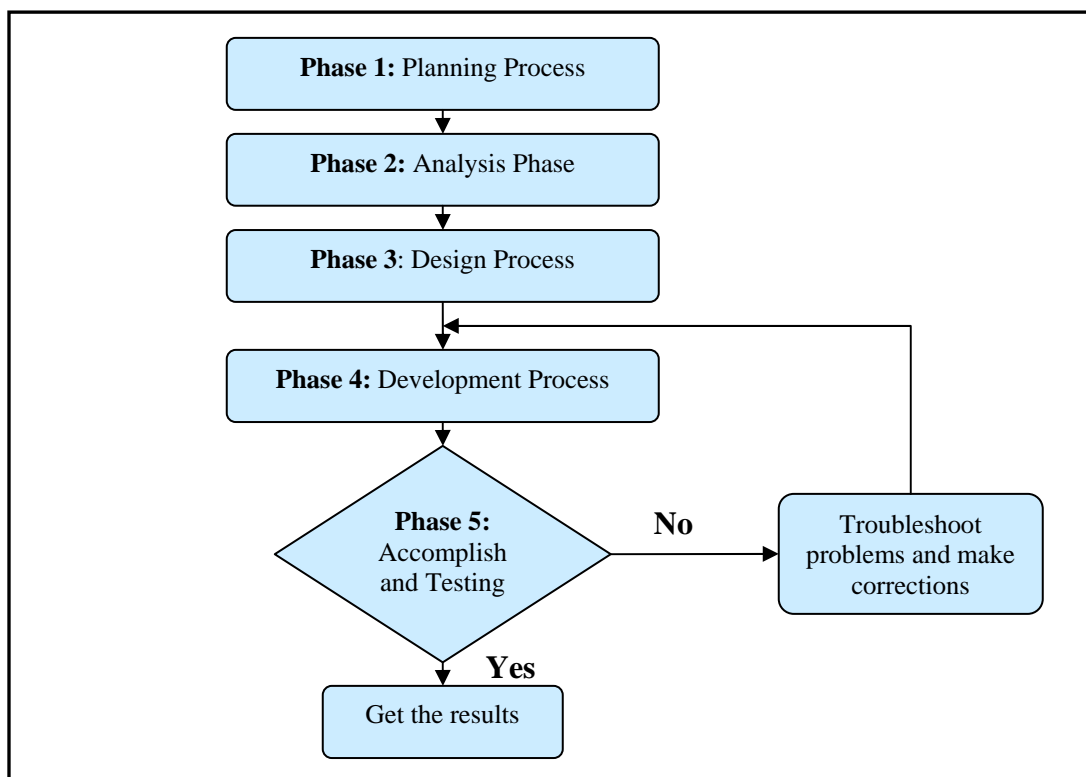 Phase 1: Planning Process
Phase 2: Analysis Phase
Phase 3: Design Process
Phase 4: Development Process
Phase 5:
Accomplish
and Testing
No
Troubleshoot
problems and make
corrections
Yes
Get the results